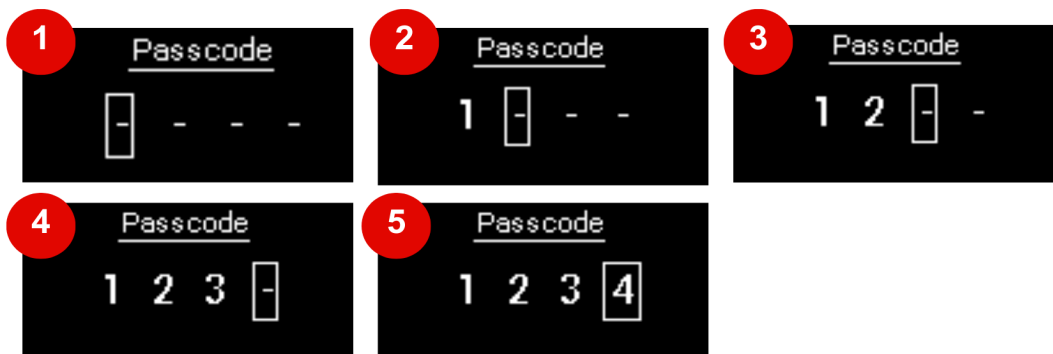 1
Passcode
- - - -
2
Passcode
1 - - -
3
Passcode
1 2 - -
4
Passcode
1 2 3 -
5
Passcode
1 2 3 4